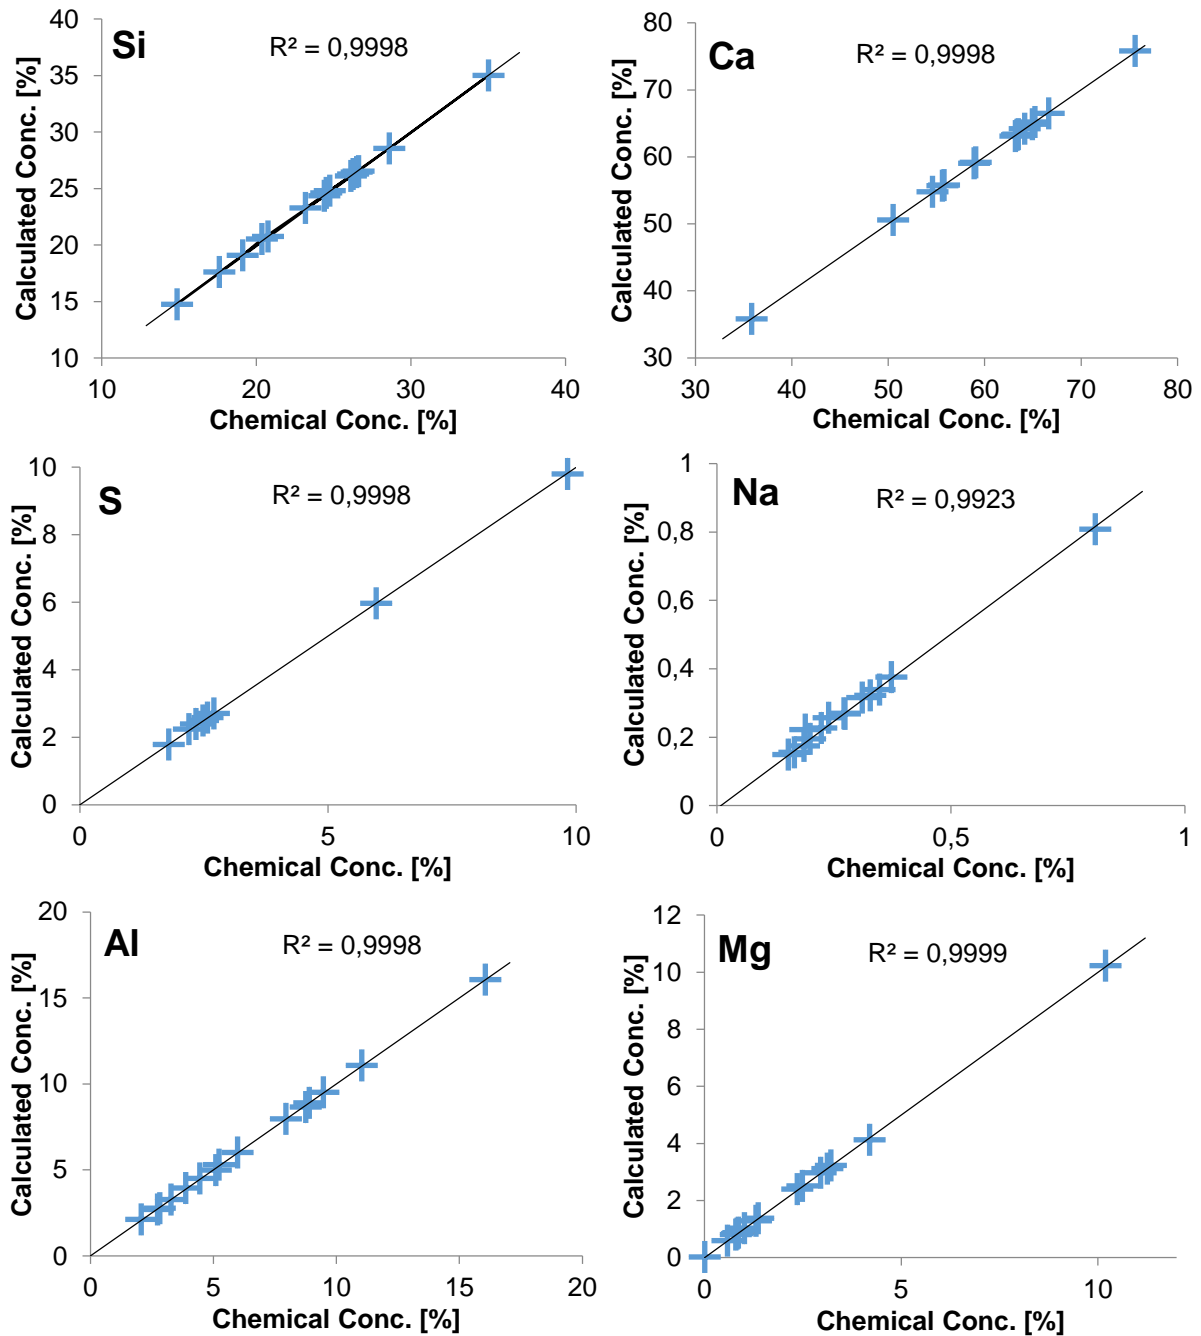 Si
R² = 0,9998
Calculated Conc. [%]
40
35
30
25
20
15
10
10 20 30 40
Chemical Conc. [%]
Ca
R² = 0,9998
Calculated Conc. [%]
80
70
60
50
40
30
30 40 50 60 70 80
Chemical Conc. [%]
S
R² = 0,9998
Calculated Conc. [%]
10
8
6
4
2
0
0 5 10
Chemical Conc. [%]
Na
R² = 0,9923
Calculated Conc. [%]
1
0,8
0,6
0,4
0,2
0
0 0,5 1
Chemical Conc. [%]
Al
R² = 0,9998
Calculated Conc. [%]
20
15
10
5
0
0 5 10 15 20
Chemical Conc. [%]
Mg
R² = 0,9999
Calculated Conc. [%]
12
10
8
6
4
2
0
0 5 10
Chemical Conc. [%]